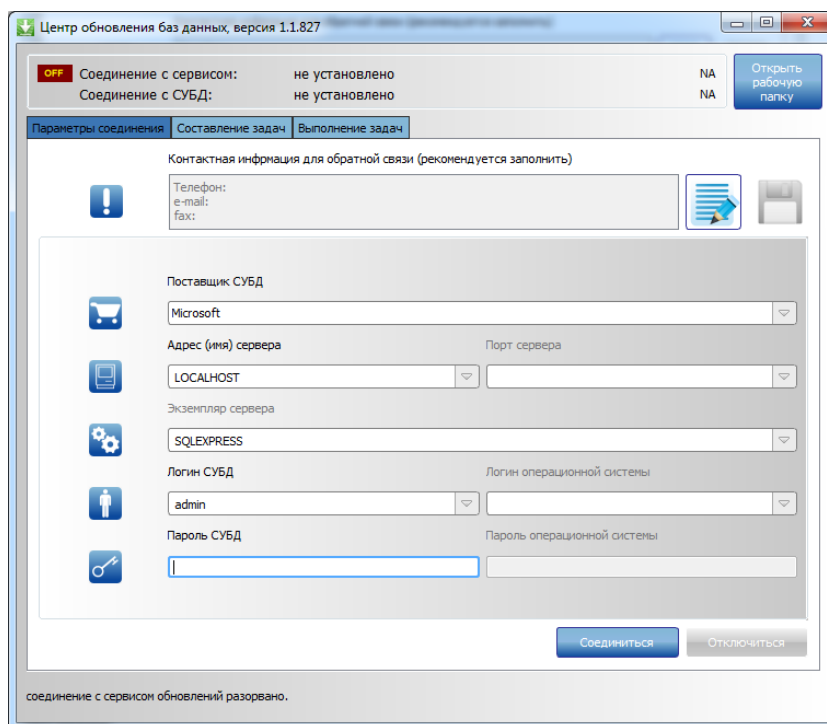 Центр обновления баз данных, версия 1.1.827
OFF Соединение с сервисом: не установлено NA
Соединение с СУБД: не установлено NA
Открыть
рабочую
папку
Параметры соединения Составление задач Выполнение задач
Контактная инфрмация для обратной связи (рекомендуется заполнить)
Телефон:
e-mail:
fax:
Поставщик СУБД
Microsoft
Адрес (имя) сервера Порт сервера
LOCALHOST
Экземпляр сервера
SQLEXPRESS
Логин СУБД Логин операционной системы
admin
Пароль СУБД Пароль операционной системы
Соединиться Отключиться
соединение с сервисом обновлений разорвано.